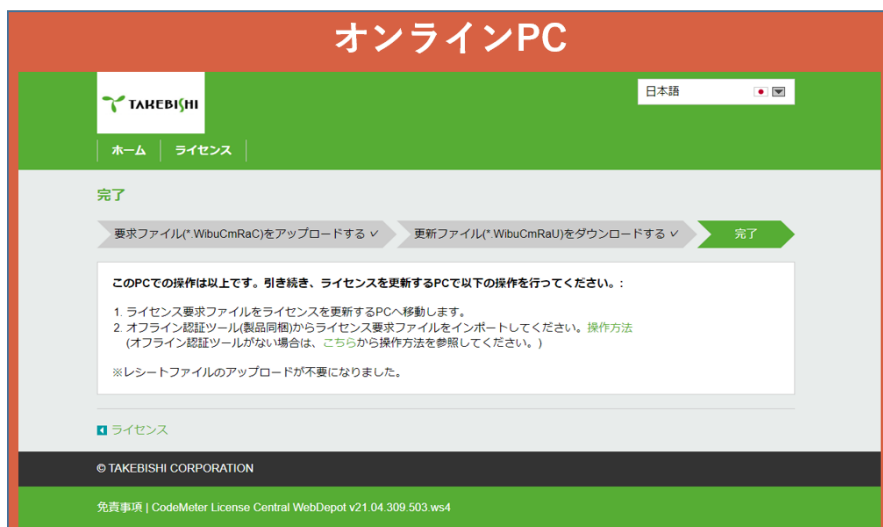 オンラインPC
TAKEBISHI
日本語
ホーム
ライセンス
完了
要求ファイル(*.WibuCmRaC)をアップロードする ✓
更新ファイル(*.WibuCmRaU)をダウンロードする ✓
完了
このPCでの操作は以上です。引き続き、ライセンスを更新するPCで以下の操作を行ってください。:
1. ライセンス要求ファイルをライセンスを更新するPCへ移動します。
2. オフライン認証ツール(製品同梱)からライセンス要求ファイルをインポートしてください。操作方法
(オフライン認証ツールがない場合は、こちらから操作方法を参照してください。)
※レシートファイルのアップロードが不要になりました。
ライセンス
© TAKEBISHI CORPORATION
免責事項 | CodeMeter License Central WebDepot v21.04.309.503.ws4